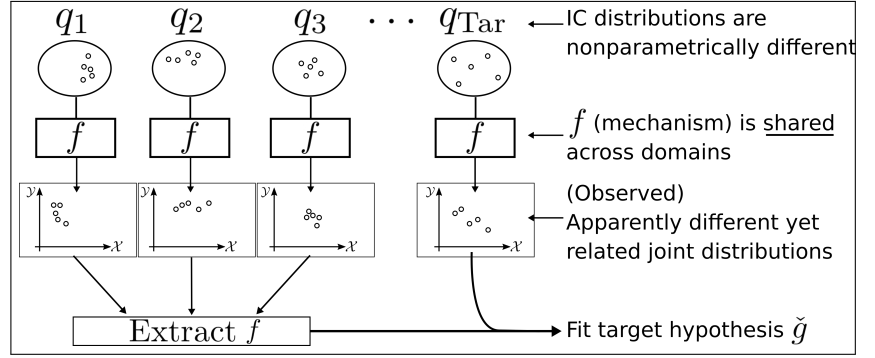 q₁ q₂ q₃ ··· q_Tar
IC distributions are
nonparametrically different
f f f f
f (mechanism) is shared
across domains
y x y x y x y x
(Observed)
Apparently different yet
related joint distributions
Extract f
Fit target hypothesis ǧ